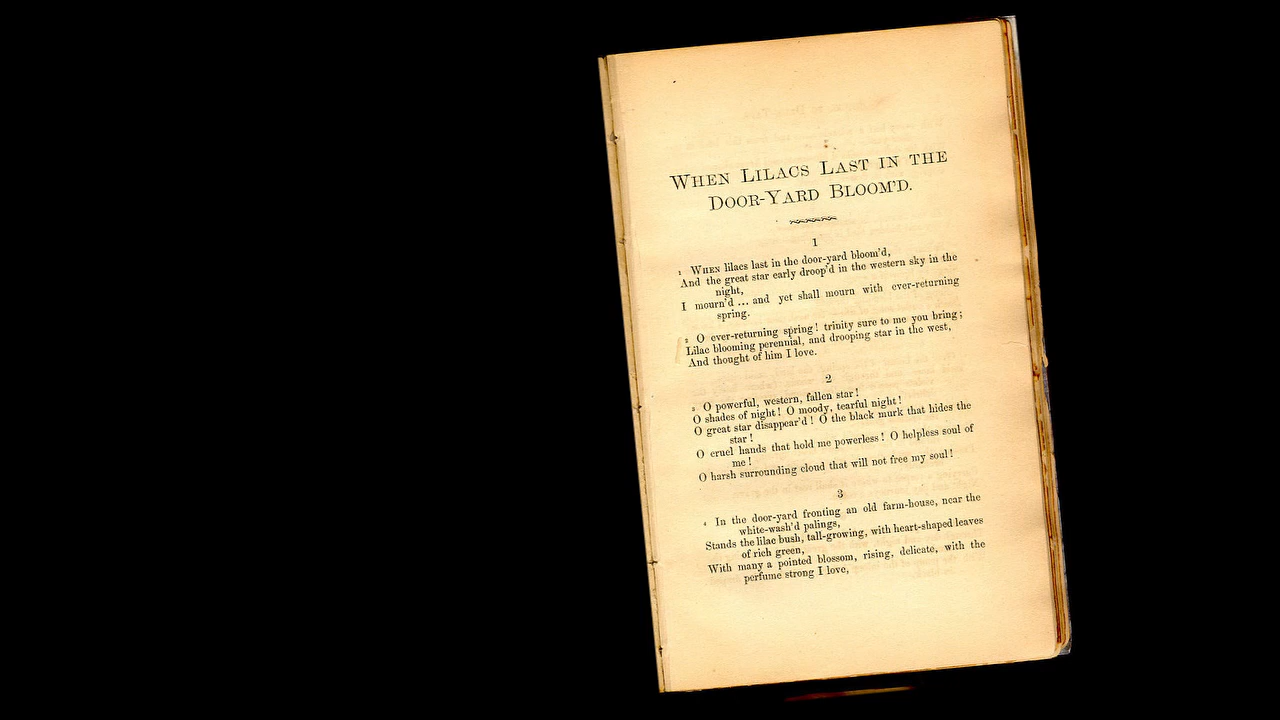 WHEN LILACS LAST IN THE
DOOR-YARD BLOOM'D.
1
1 WHEN lilacs last in the door-yard bloom'd,
And the great star early droop'd in the western sky in the
night,
I mourn'd ... and yet shall mourn with ever-returning
spring.
2 O ever-returning spring! trinity sure to me you bring;
Lilac blooming perennial, and drooping star in the west,
And thought of him I love.
2
3 O powerful, western, fallen star!
O shades of night! O moody, tearful night!
O great star disappear'd! O the black murk that hides the
star!
O cruel hands that hold me powerless! O helpless soul of
me!
O harsh surrounding cloud that will not free my soul!
3
4 In the door-yard fronting an old farm-house, near the
white-wash'd palings,
Stands the lilac bush, tall-growing, with heart-shaped leaves
of rich green,
With many a pointed blossom, rising, delicate, with the
perfume strong I love,